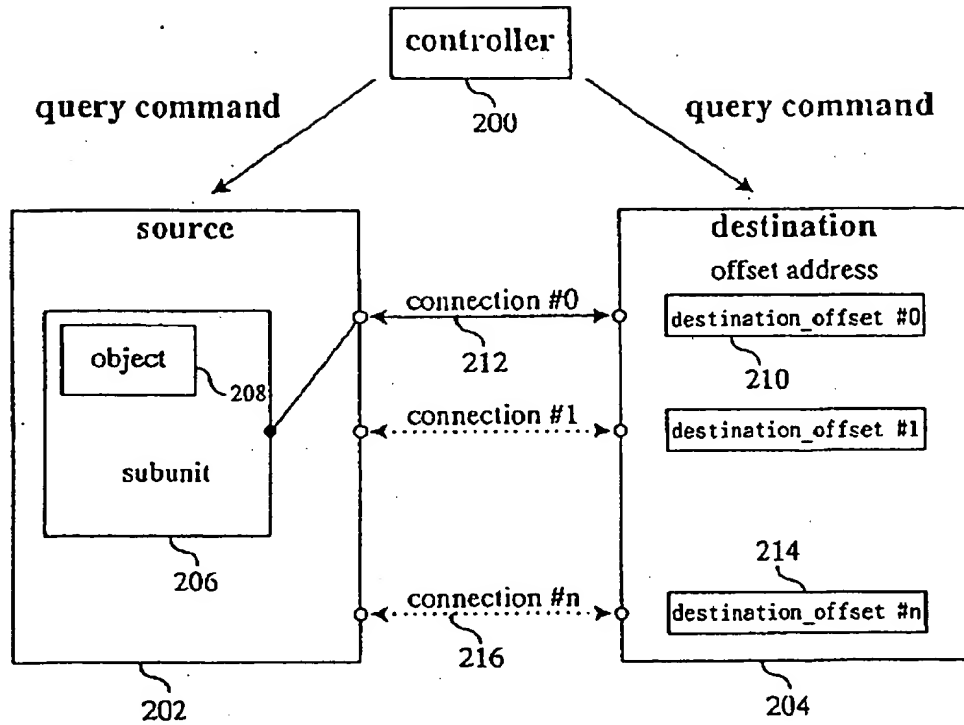 controller
200
query command
query command
source
destination
offset address
connection #0
destination_offset #0
object
208
212
210
connection #1
destination_offset #1
subunit
206
214
connection #n
destination_offset #n
216
202
204